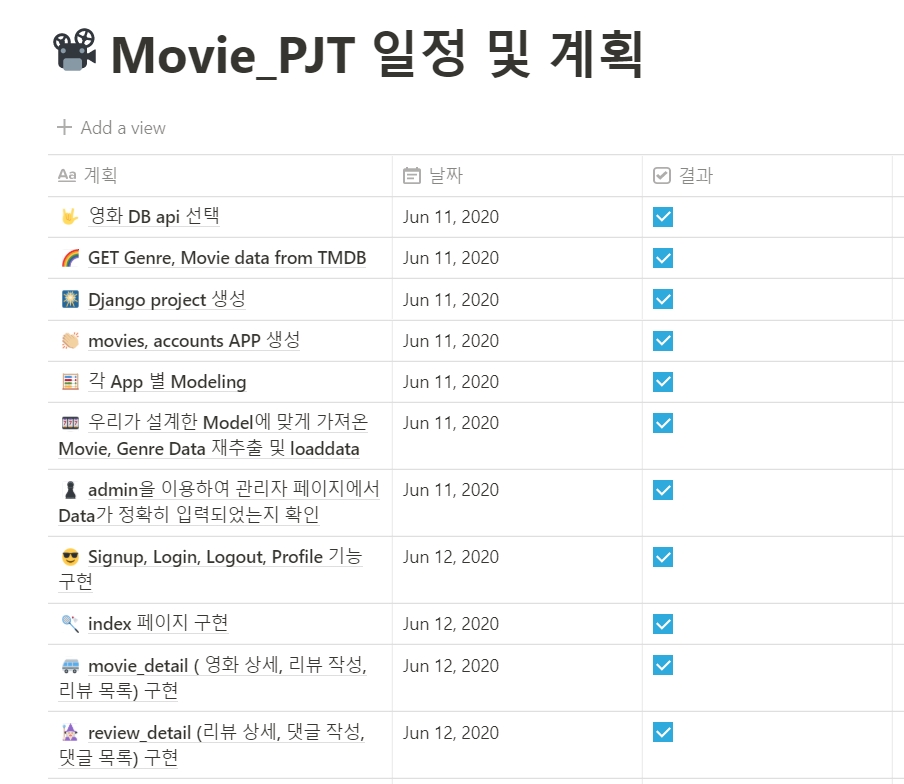 Movie_PJT 일정 및 계획
Add a view
Aa 계획 날짜 결과
영화 DB api 선택 Jun 11, 2020
GET Genre, Movie data from TMDB Jun 11, 2020
Django project 생성 Jun 11, 2020
movies, accounts APP 생성 Jun 11, 2020
각 App 별 Modeling Jun 11, 2020
우리가 설계한 Model에 맞게 가져온 Jun 11, 2020
Movie, Genre Data 재추출 및 loaddata
admin을 이용하여 관리자 페이지에서 Jun 11, 2020
Data가 정확히 입력되었는지 확인
Signup, Login, Logout, Profile 기능 Jun 12, 2020
구현
index 페이지 구현 Jun 12, 2020
movie_detail ( 영화 상세, 리뷰 작성, Jun 12, 2020
리뷰 목록) 구현
review_detail (리뷰 상세, 댓글 작성, Jun 12, 2020
댓글 목록) 구현